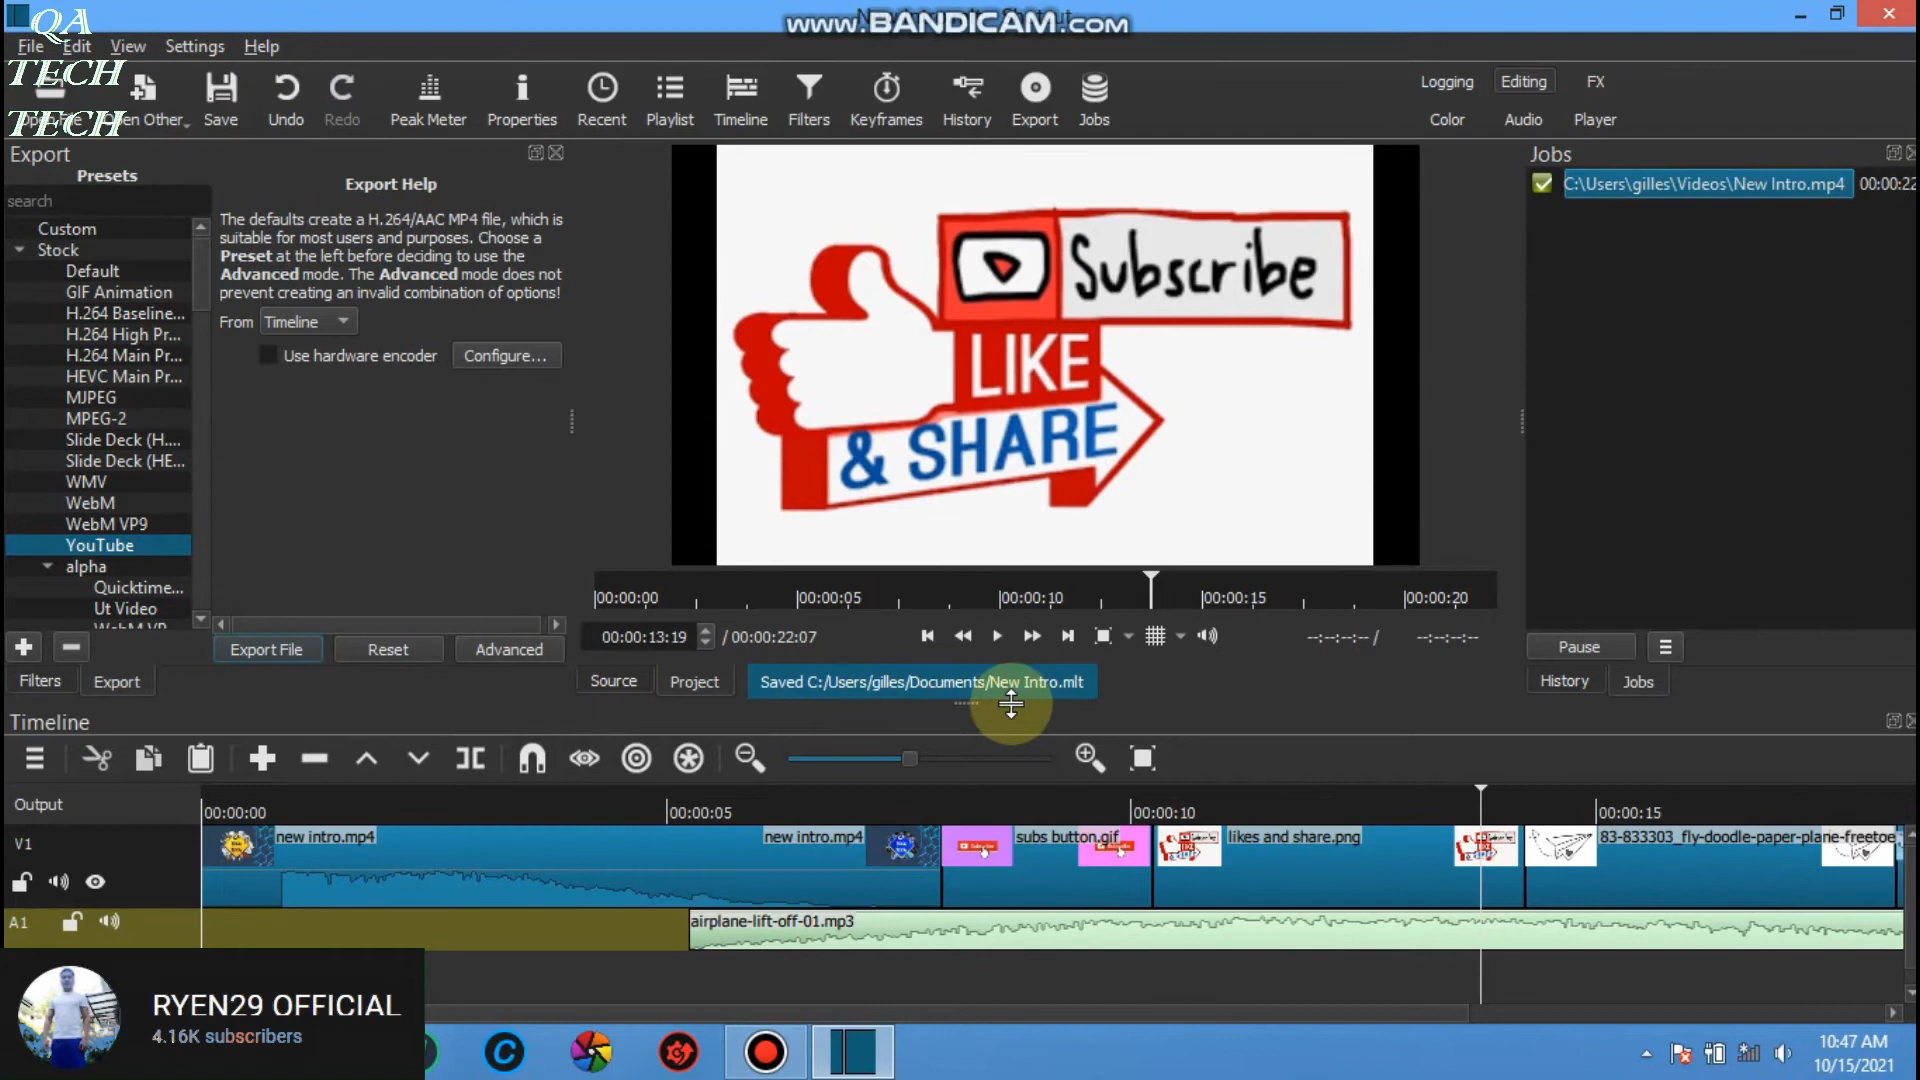 QA
TECH
TECH
www.BANDICAM.com
File Edit View Settings Help
Open Other... Save Undo Redo Peak Meter Properties Recent Playlist Timeline Filters Keyframes History Export Jobs
Logging Editing FX
Color Audio Player
Export
Presets
search
Custom
Stock
Default
GIF Animation
H.264 Baseline...
H.264 High Pr...
H.264 Main Pr...
HEVC Main Pr...
MJPEG
MPEG-2
Slide Deck (H....
Slide Deck (HE...
WMV
WebM
WebM VP9
YouTube
alpha
Quicktime...
Ut Video
Export Help
The defaults create a H.264/AAC MP4 file, which is
suitable for most users and purposes. Choose a
Preset at the left before deciding to use the
Advanced mode. The Advanced mode does not
prevent creating an invalid combination of options!
From Timeline
Use hardware encoder Configure...
Export File Reset Advanced
Filters Export
Subscribe
LIKE
& SHARE
00:00:00 00:00:05 00:00:10 00:00:15 00:00:20
00:00:13:19 / 00:00:22:07 --:--:--:-- / --:--:--:--
Source Project Saved C:/Users/gilles/Documents/New Intro.mlt
Jobs
C:\Users\gilles\Videos\New Intro.mp4 00:00:22
Pause
History Jobs
Timeline
Output
00:00:00 00:00:05 00:00:10 00:00:15
V1
new intro.mp4 new intro.mp4 subs button.gif likes and share.png 83-833303_fly-doodle-paper-plane-freetoe
A1
airplane-lift-off-01.mp3
RYEN29 OFFICIAL
4.16K subscribers
10:47 AM
10/15/2021